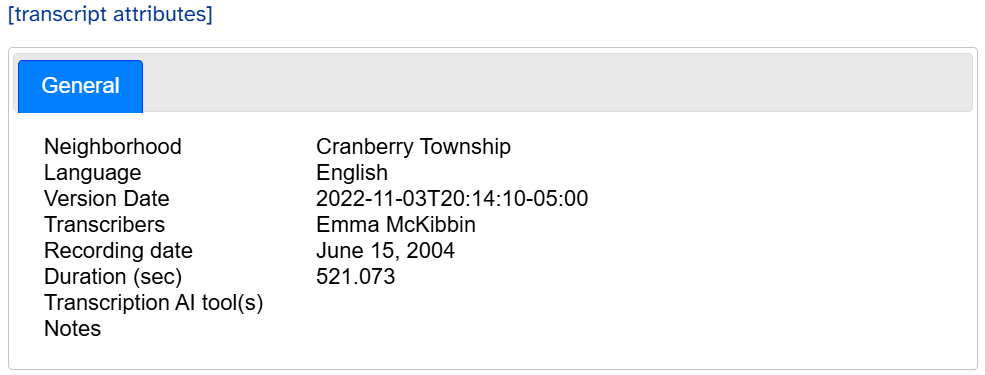 [transcript attributes]
General
Neighborhood Cranberry Township
Language English
Version Date 2022-11-03T20:14:10-05:00
Transcribers Emma McKibbin
Recording date June 15, 2004
Duration (sec) 521.073
Transcription AI tool(s)
Notes